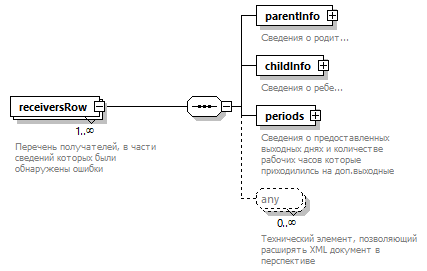 parentInfo
Сведения о родит...
childInfo
Сведения о ребе...
receiversRow
1..∞
Перечень получателей, в части
сведений которых были
обнаружены ошибки
periods
Сведения о предоставленных
выходных днях и количестве
рабочих часов которые
приходились на доп.выходные
any
0..∞
Технический элемент, позволяющий
расширять XML документ в
перспективе